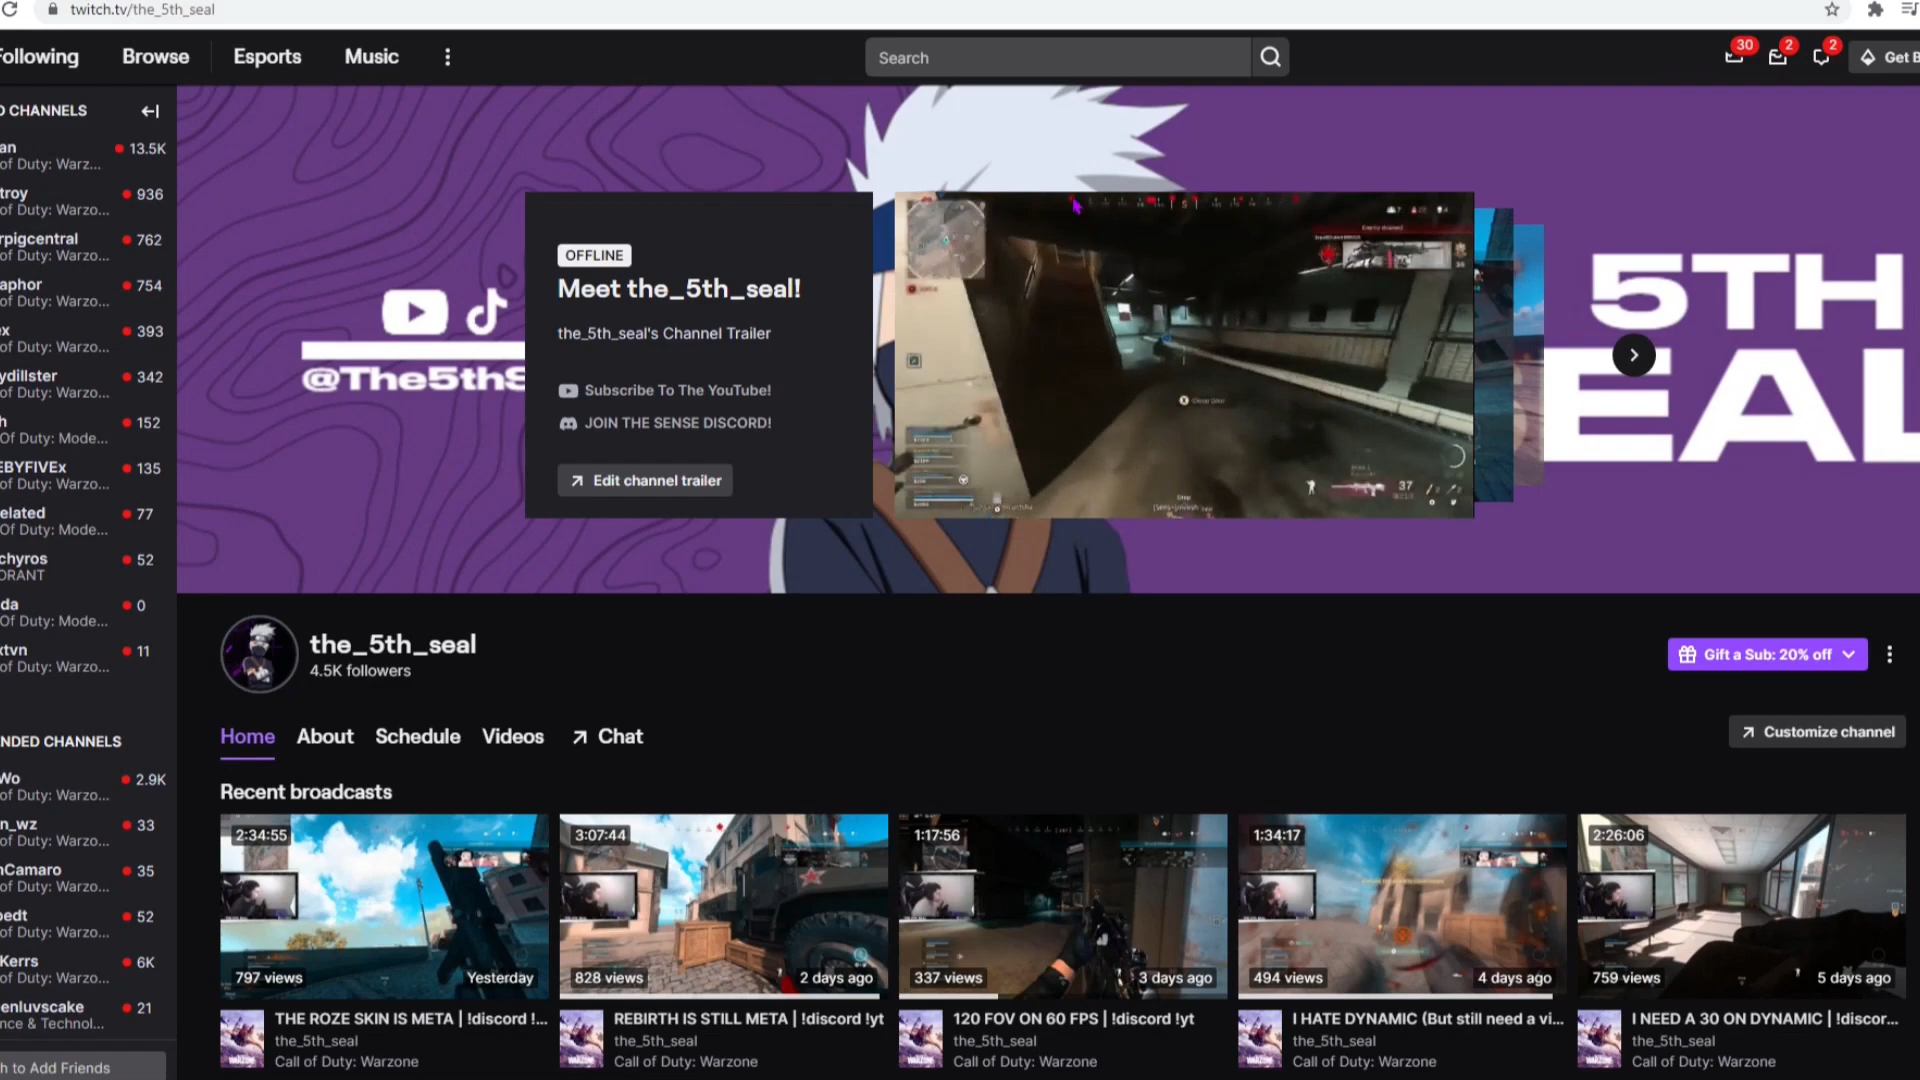 twitch.tv/the_5th_seal
Following
Browse
Esports
Music
Search
30
2
2
Get B
D CHANNELS
an
13.5K
of Duty: Warz...
troy
936
of Duty: Warzo...
rpigcentral
762
of Duty: Warzo...
aphor
754
of Duty: Warzo...
ex
393
of Duty: Warzo...
ydillster
342
of Duty: Warzo...
h
152
Of Duty: Mode...
EBYFIVEx
135
of Duty: Warzo...
elated
77
Of Duty: Mode...
chyros
52
ORANT
da
0
Of Duty: Mode...
xtvn
11
of Duty: Warzo...
NDED CHANNELS
Wo
2.9K
of Duty: Warzo...
n_wz
33
of Duty: Warzo...
nCamaro
35
of Duty: Warzo...
oedt
52
of Duty: Warzo...
Kerrs
6K
of Duty: Warzo...
enluvscake
21
nce & Technol...
h to Add Friends
@The5thS
OFFLINE
Meet the_5th_seal!
the_5th_seal's Channel Trailer
Subscribe To The YouTube!
JOIN THE SENSE DISCORD!
Edit channel trailer
37
5TH
EAL
the_5th_seal
4.5K followers
Gift a Sub: 20% off
Home
About
Schedule
Videos
Chat
Customize channel
Recent broadcasts
2:34:55
797 views
Yesterday
THE ROZE SKIN IS META | !discord !...
the_5th_seal
Call of Duty: Warzone
3:07:44
828 views
2 days ago
REBIRTH IS STILL META | !discord !yt
the_5th_seal
Call of Duty: Warzone
1:17:56
337 views
3 days ago
120 FOV ON 60 FPS | !discord !yt
the_5th_seal
Call of Duty: Warzone
1:34:17
494 views
4 days ago
I HATE DYNAMIC (But still need a vi...
the_5th_seal
Call of Duty: Warzone
2:26:06
759 views
5 days ago
I NEED A 30 ON DYNAMIC | !discor...
the_5th_seal
Call of Duty: Warzone